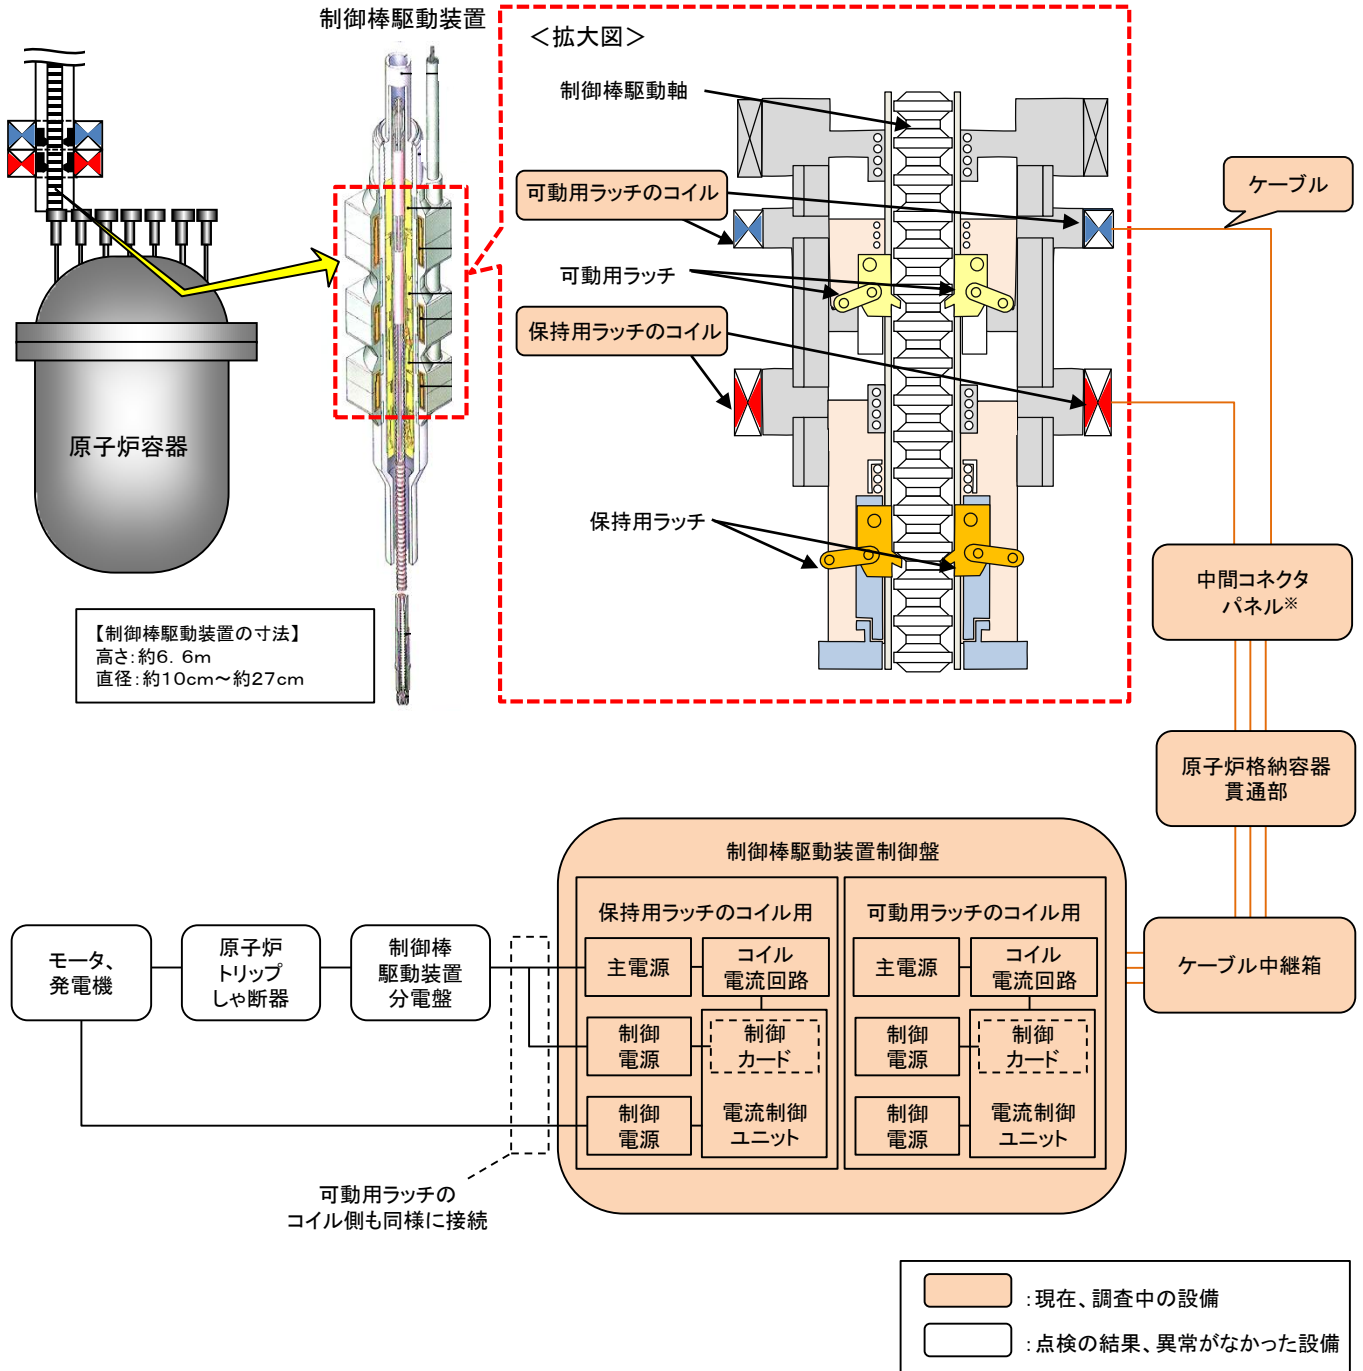 制御棒駆動装置
＜拡大図＞
制御棒駆動軸
可動用ラッチのコイル
可動用ラッチ
保持用ラッチのコイル
保持用ラッチ
ケーブル
原子炉容器
【制御棒駆動装置の寸法】
高さ：約6．6m
直径：約10cm～約27cm
中間コネクタ
パネル※
原子炉格納容器
貫通部
ケーブル中継箱
制御棒駆動装置制御盤
保持用ラッチのコイル用
主電源
コイル
電流回路
制御
電源
制御
カード
制御
電源
電流制御
ユニット
可動用ラッチのコイル用
主電源
コイル
電流回路
制御
電源
制御
カード
制御
電源
電流制御
ユニット
モータ、
発電機
原子炉
トリップ
しゃ断器
制御棒
駆動装置
分電盤
可動用ラッチの
コイル側も同様に接続
：現在、調査中の設備
：点検の結果、異常がなかった設備